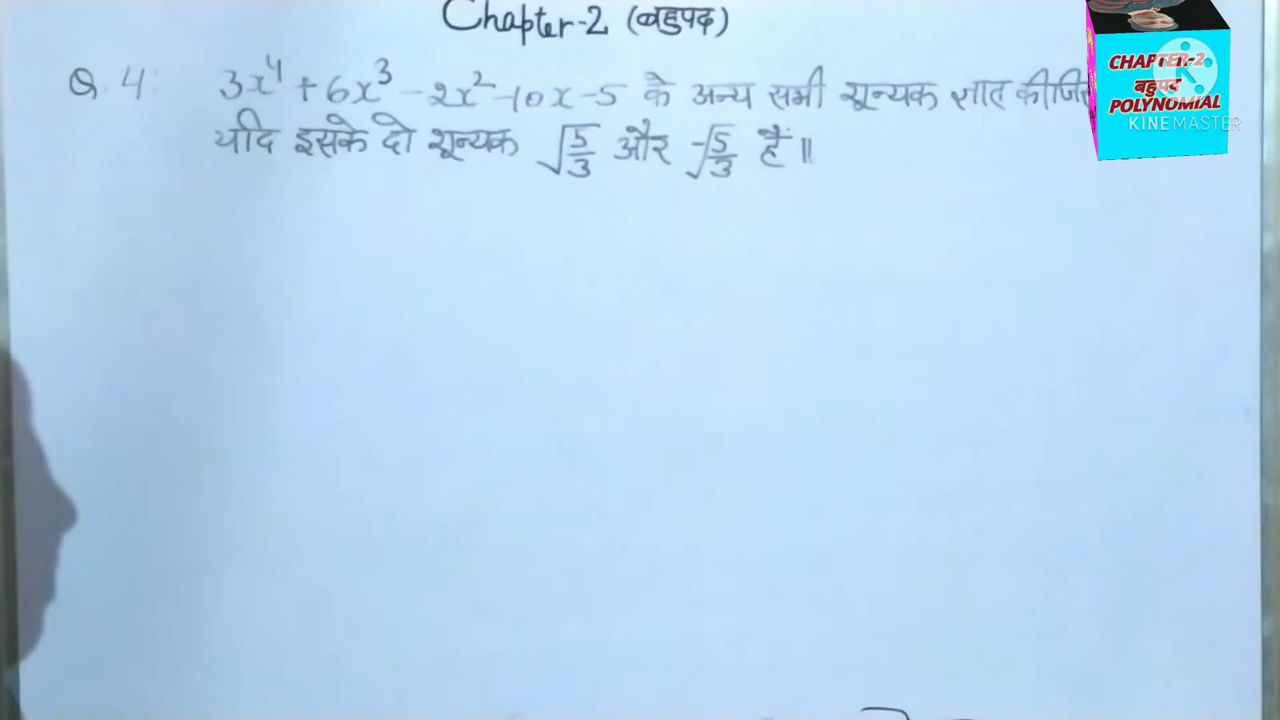 Chapter-2 (बहुपद)
Q. 4: 3x⁴ + 6x³ - 2x² - 10x - 5 के अन्य सभी शून्यक ज्ञात कीजिए
यदि इसके दो शून्यक √5/3 और -√5/3 हैं॥
CHAPTER-2
बहुपद
POLYNOMIAL
KINEMASTER